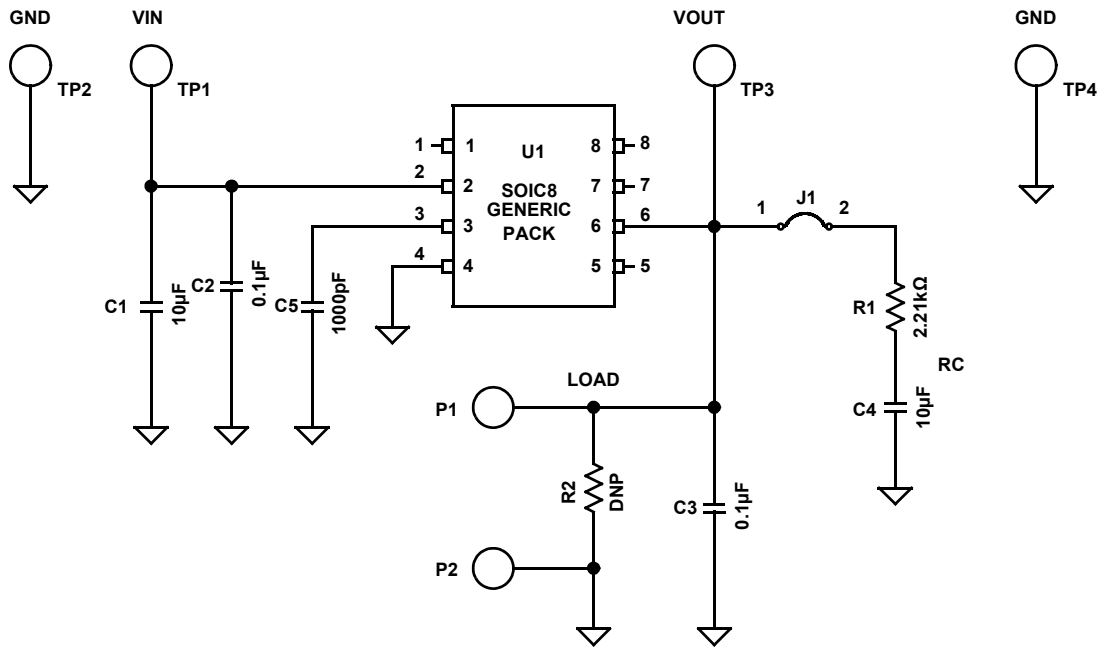 GND
VIN
VOUT
GND
TP2
TP1
TP3
TP4
1
1
U1
8
8
2
2
SOIC8
7
7
GENERIC
3
3
PACK
6
6
1
J1
2
4
4
5
5
C1
10µF
C2
0.1µF
C5
1000pF
R1
2.21kΩ
RC
LOAD
P1
C4
10µF
R2
DNP
C3
0.1µF
P2